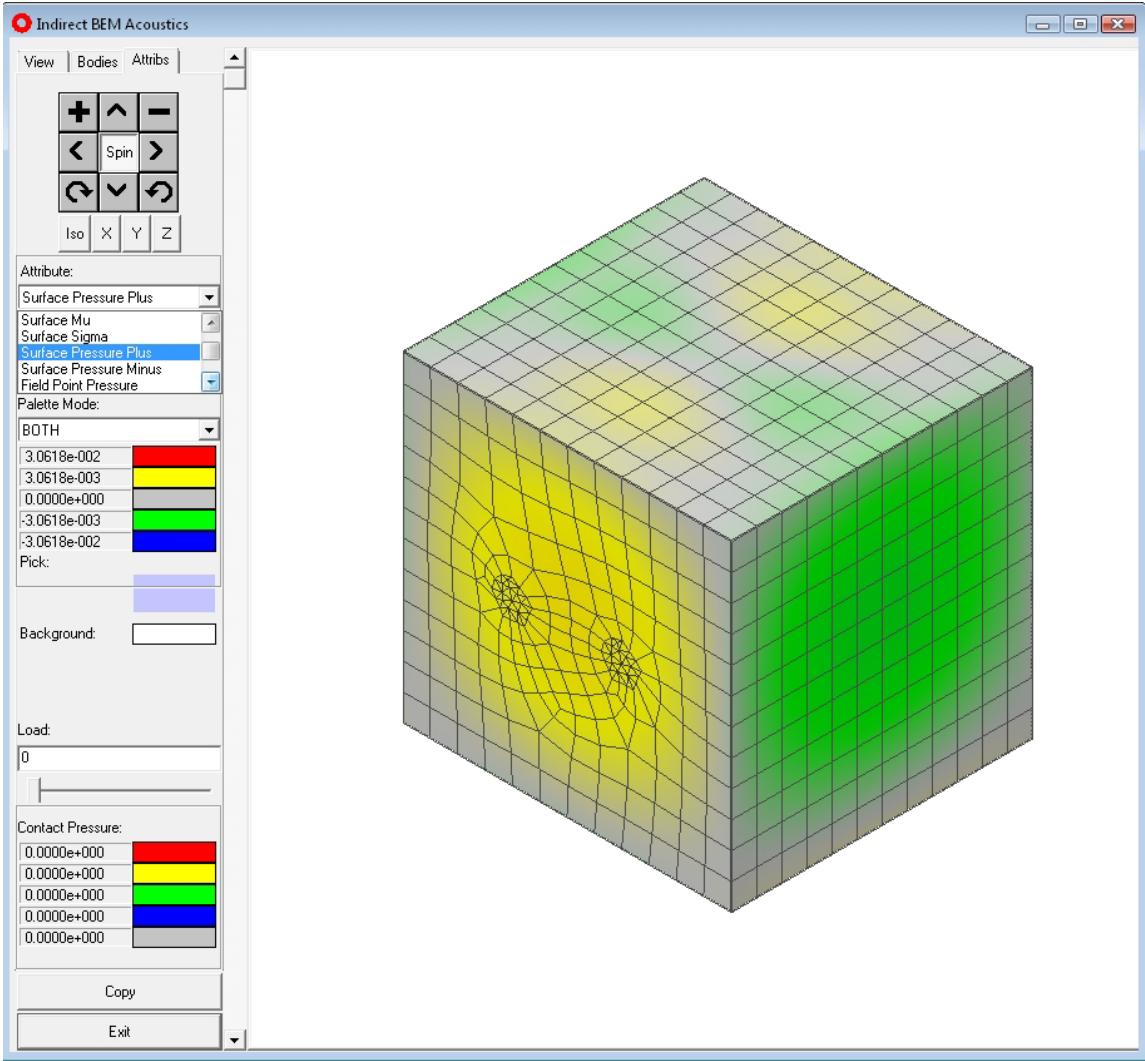 Indirect BEM Acoustics
View Bodies Attribs
Spin
Iso X Y Z
Attribute:
Surface Pressure Plus
Surface Mu
Surface Sigma
Surface Pressure Plus
Surface Pressure Minus
Field Point Pressure
Palette Mode:
BOTH
3.0618e-002
3.0618e-003
0.0000e+000
-3.0618e-003
-3.0618e-002
Pick:
Background:
Load:
0
Contact Pressure:
0.0000e+000
0.0000e+000
0.0000e+000
0.0000e+000
0.0000e+000
Copy
Exit